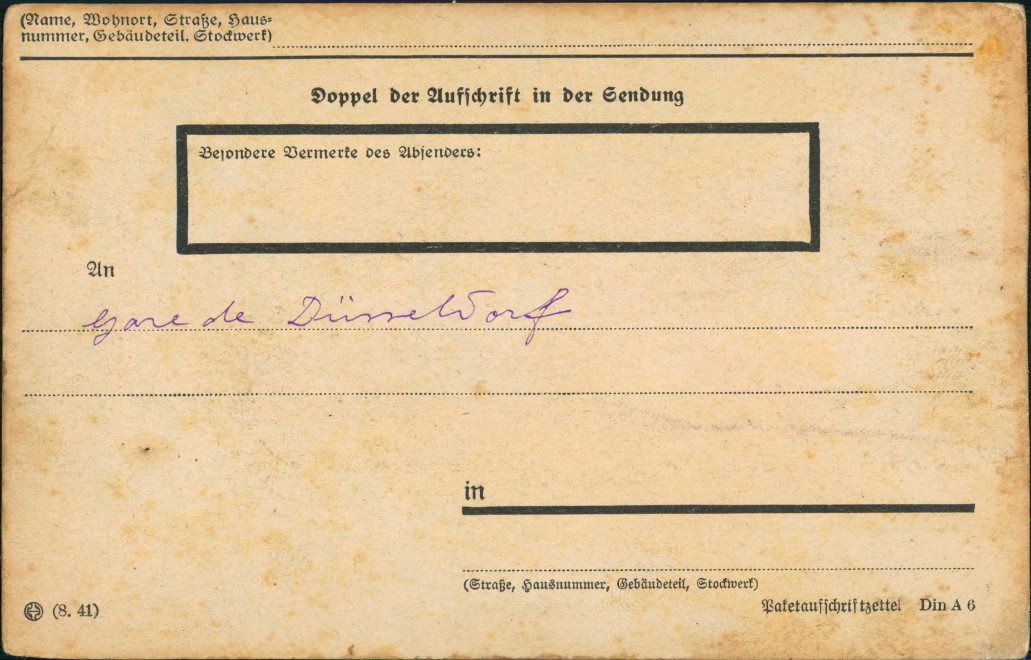 (Name, Wohnort, Straße, Haus-
nummer, Gebäudeteil. Stockwerk)
Doppel der Aufschrift in der Sendung
Besondere Vermerke des Absenders:
An
Gare de Düsseldorf
in
(Straße, Hausnummer, Gebäudeteil, Stockwerk)
(8. 41)
Paketaufschriftzettel Din A 6